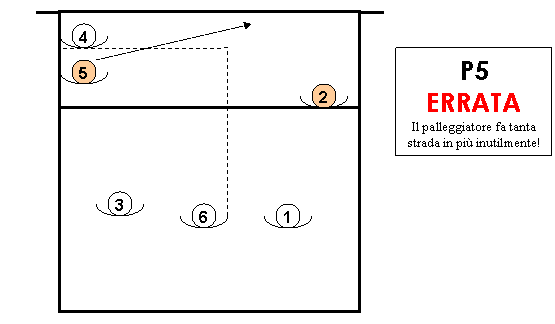 4
5
2
3
6
1
P5
ERRATA
Il palleggiatore fa tanta
strada in più inutilmente!